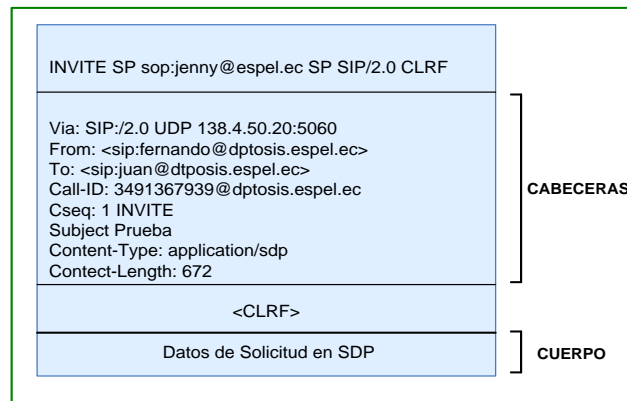 INVITE SP sop:jenny@espel.ec SP SIP/2.0 CLRF
Via: SIP:/2.0 UDP 138.4.50.20:5060
From: <sip:fernando@dptosis.espel.ec>
To: <sip:juan@dtposis.espel.ec>
Call-ID: 3491367939@dptosis.espel.ec
Cseq: 1 INVITE
Subject Prueba
Content-Type: application/sdp
Contect-Length: 672
CABECERAS
<CLRF>
Datos de Solicitud en SDP
CUERPO